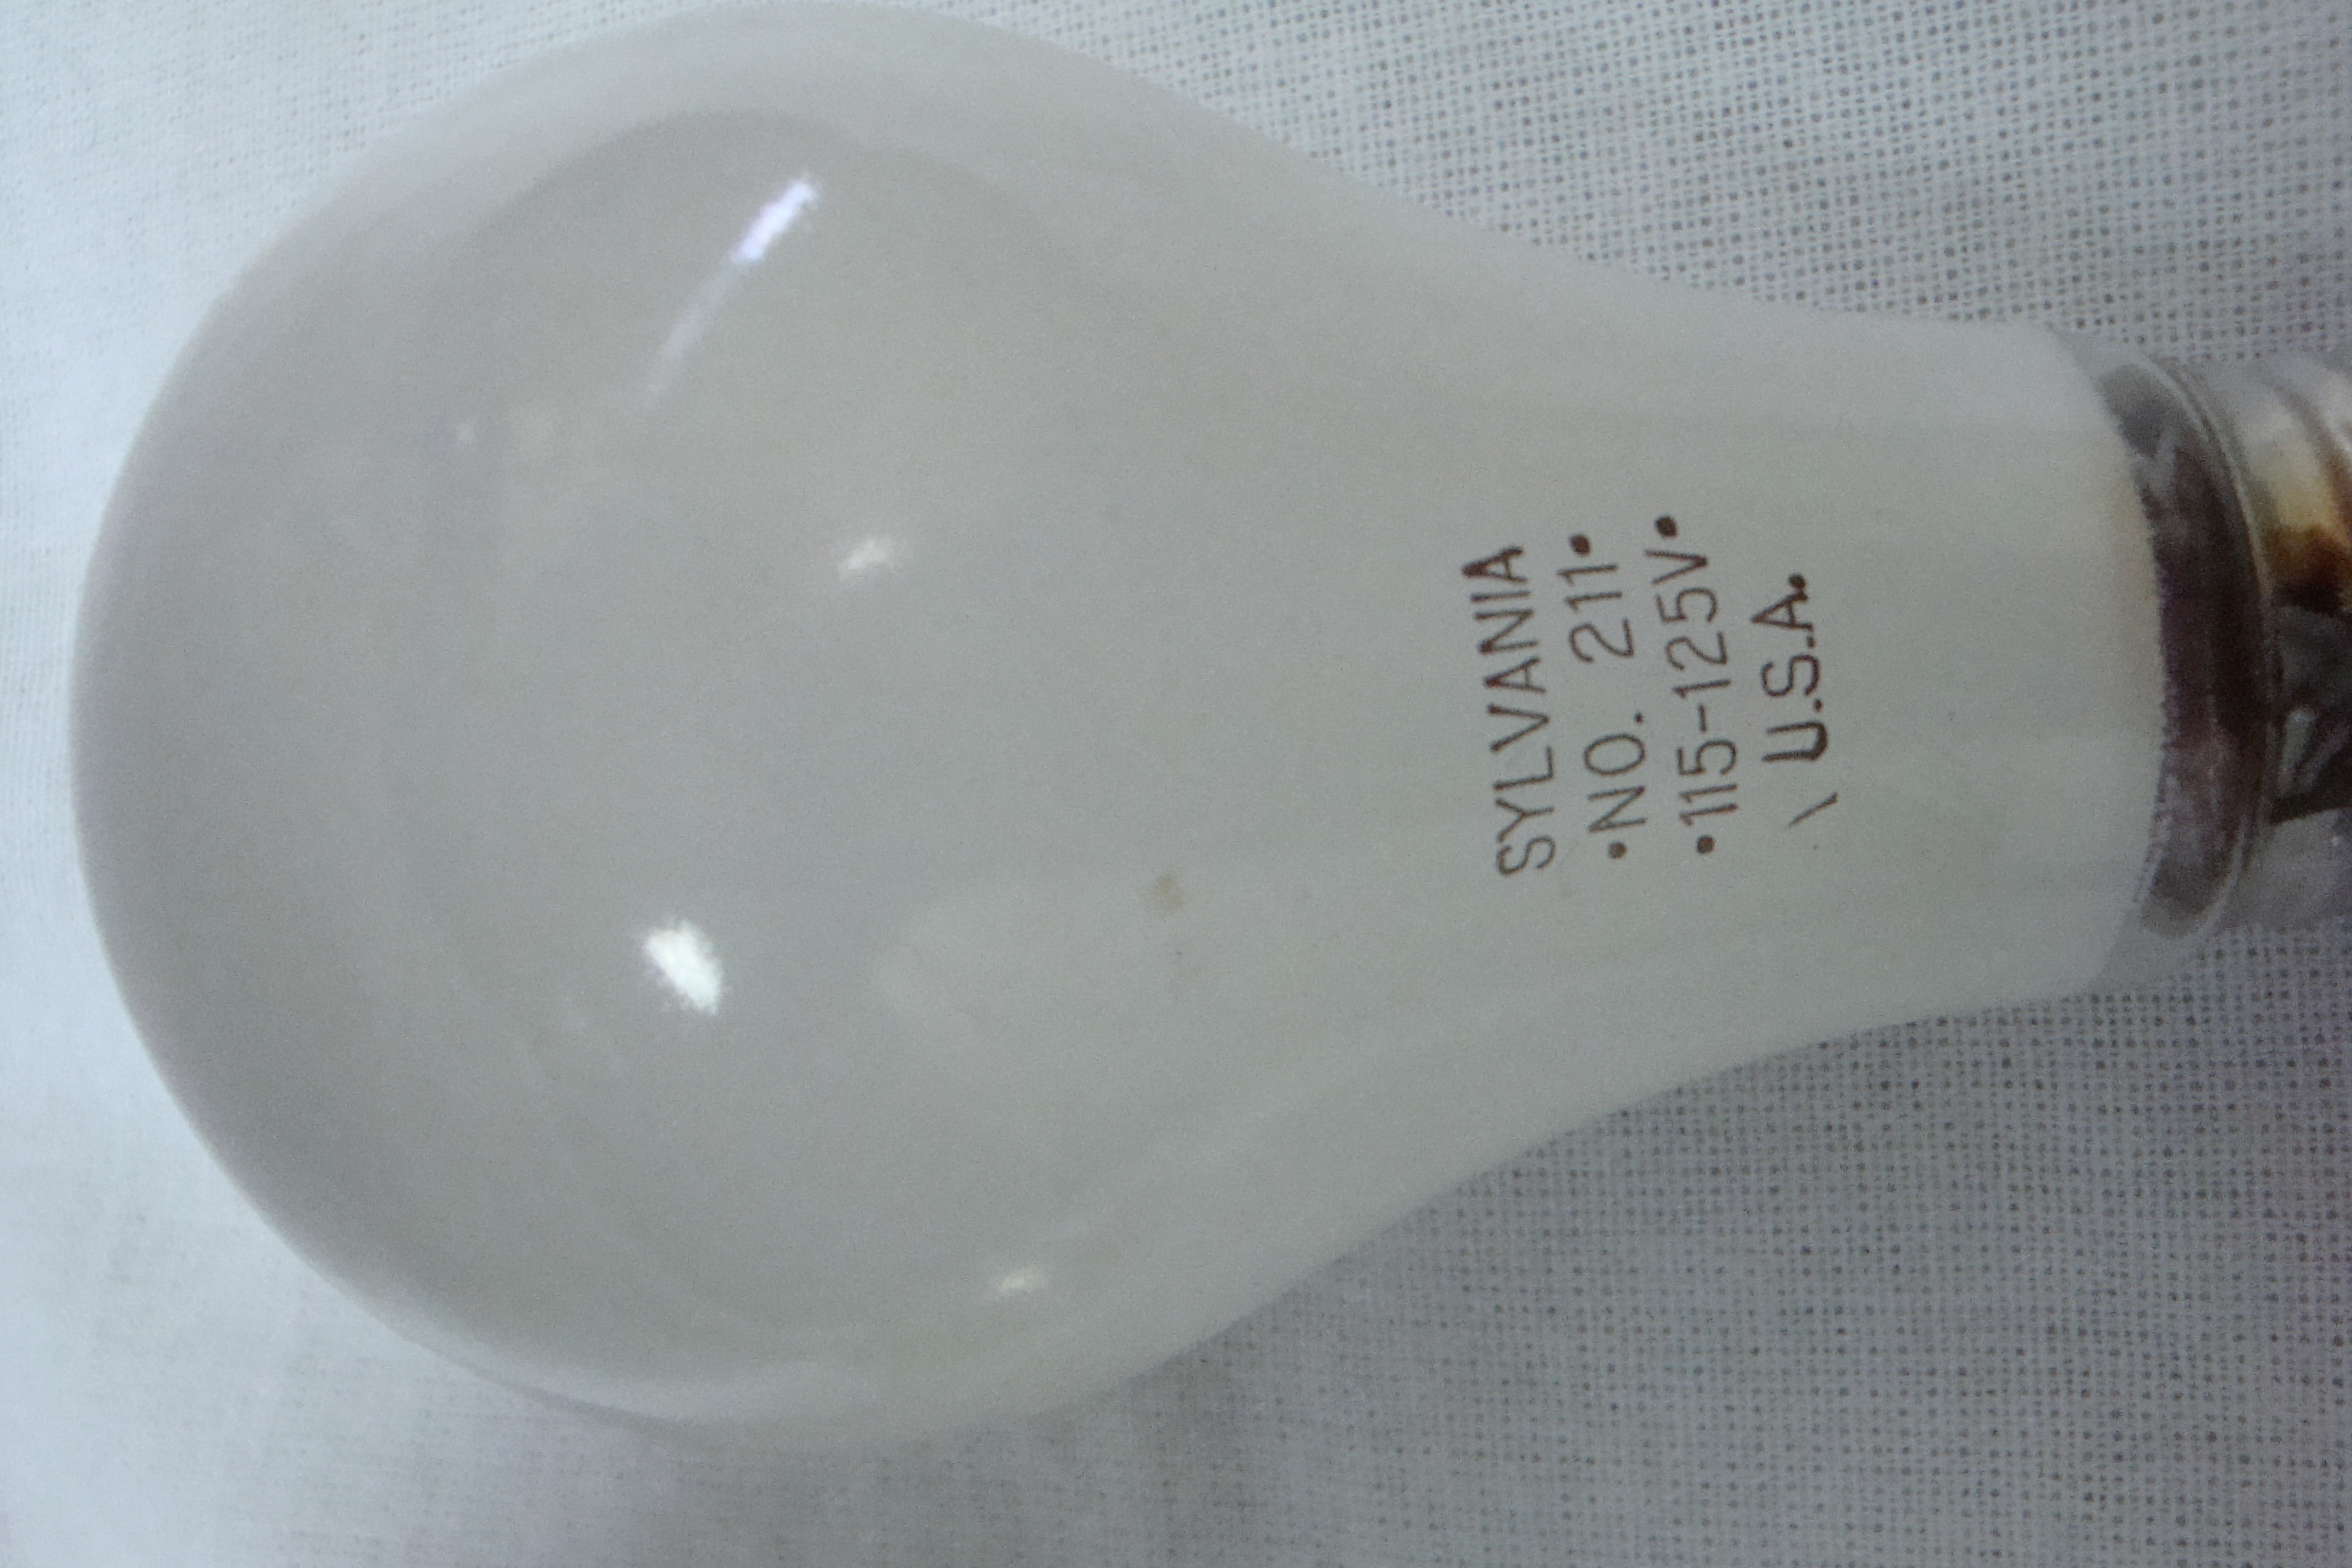 SYLVANIA
•NO. 211•
•115-125V•
\ U.S.A.